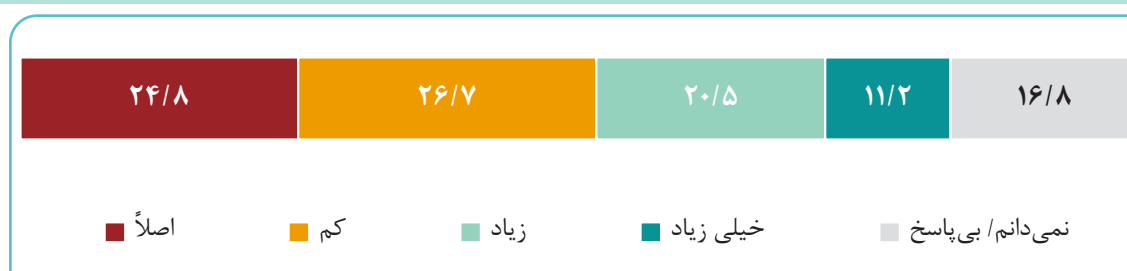 ۱۶/۸ ۱۱/۲ ۲۰/۵ ۲۶/۷ ۲۴/۸
نمی‌دانم/ بی‌پاسخ خیلی زیاد زیاد کم اصلاً